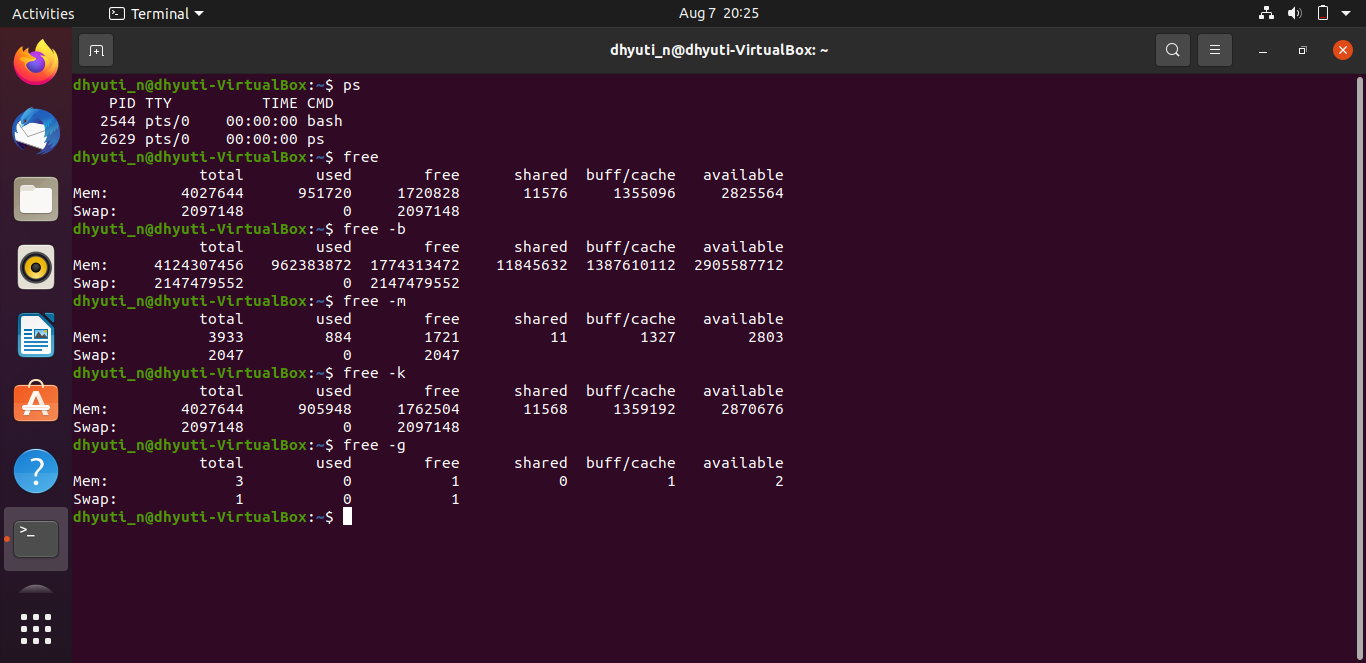 Activities Terminal Aug 7 20:25
dhyuti_n@dhyuti-VirtualBox: ~
dhyuti_n@dhyuti-VirtualBox:~$ ps
    PID TTY          TIME CMD
   2544 pts/0    00:00:00 bash
   2629 pts/0    00:00:00 ps
dhyuti_n@dhyuti-VirtualBox:~$ free
              total        used        free      shared  buff/cache   available
Mem:        4027644      951720     1720828       11576     1355096     2825564
Swap:       2097148           0     2097148
dhyuti_n@dhyuti-VirtualBox:~$ free -b
              total        used        free      shared  buff/cache   available
Mem:     4124307456   962383872  1774313472    11845632  1387610112  2905587712
Swap:    2147479552           0  2147479552
dhyuti_n@dhyuti-VirtualBox:~$ free -m
              total        used        free      shared  buff/cache   available
Mem:           3933         884        1721          11        1327        2803
Swap:          2047           0        2047
dhyuti_n@dhyuti-VirtualBox:~$ free -k
              total        used        free      shared  buff/cache   available
Mem:        4027644      905948     1762504       11568     1359192     2870676
Swap:       2097148           0     2097148
dhyuti_n@dhyuti-VirtualBox:~$ free -g
              total        used        free      shared  buff/cache   available
Mem:              3           0           1           0           1           2
Swap:             1           0           1
dhyuti_n@dhyuti-VirtualBox:~$